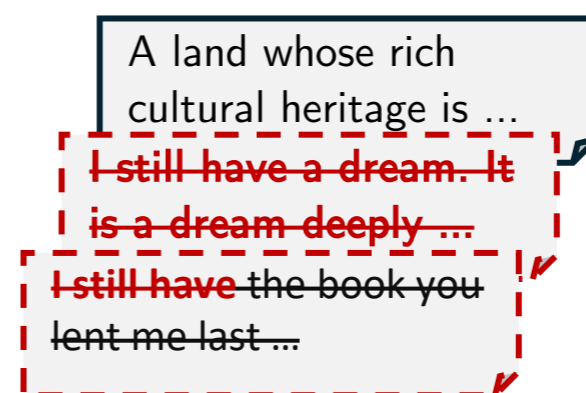 A land whose rich
cultural heritage is ...
I still have a dream. It
is a dream deeply ...
I still have the book you
lent me last ...